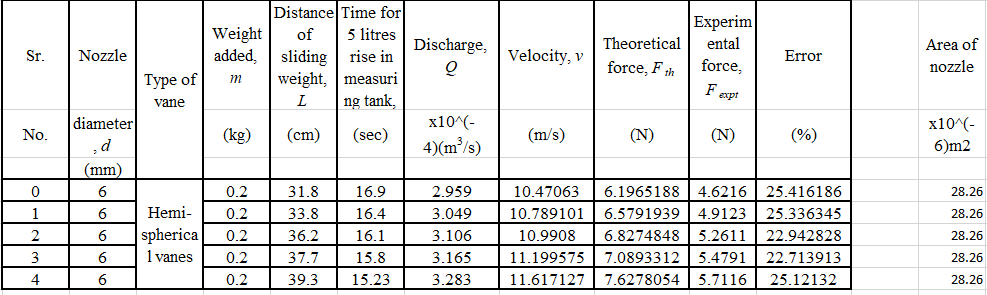 Sr. No.
Nozzle diameter, d (mm)
Type of vane
Weight added, m (kg)
Distance of sliding weight, L (cm)
Time for 5 litres rise in measuring tank, (sec)
Discharge, Q x10^(-4)(m³/s)
Velocity, v (m/s)
Theoretical force, F th (N)
Experimental force, F expt (N)
Error (%)
Area of nozzle x10^(-6)m2
Hemi-spherical vanes
0 6 0.2 31.8 16.9 2.959 10.47063 6.1965188 4.6216 25.416186 28.26
1 6 0.2 33.8 16.4 3.049 10.789101 6.5791939 4.9123 25.336345 28.26
2 6 0.2 36.2 16.1 3.106 10.9908 6.8274848 5.2611 22.942828 28.26
3 6 0.2 37.7 15.8 3.165 11.199575 7.0893312 5.4791 22.713913 28.26
4 6 0.2 39.3 15.23 3.283 11.617127 7.6278054 5.7116 25.12132 28.26